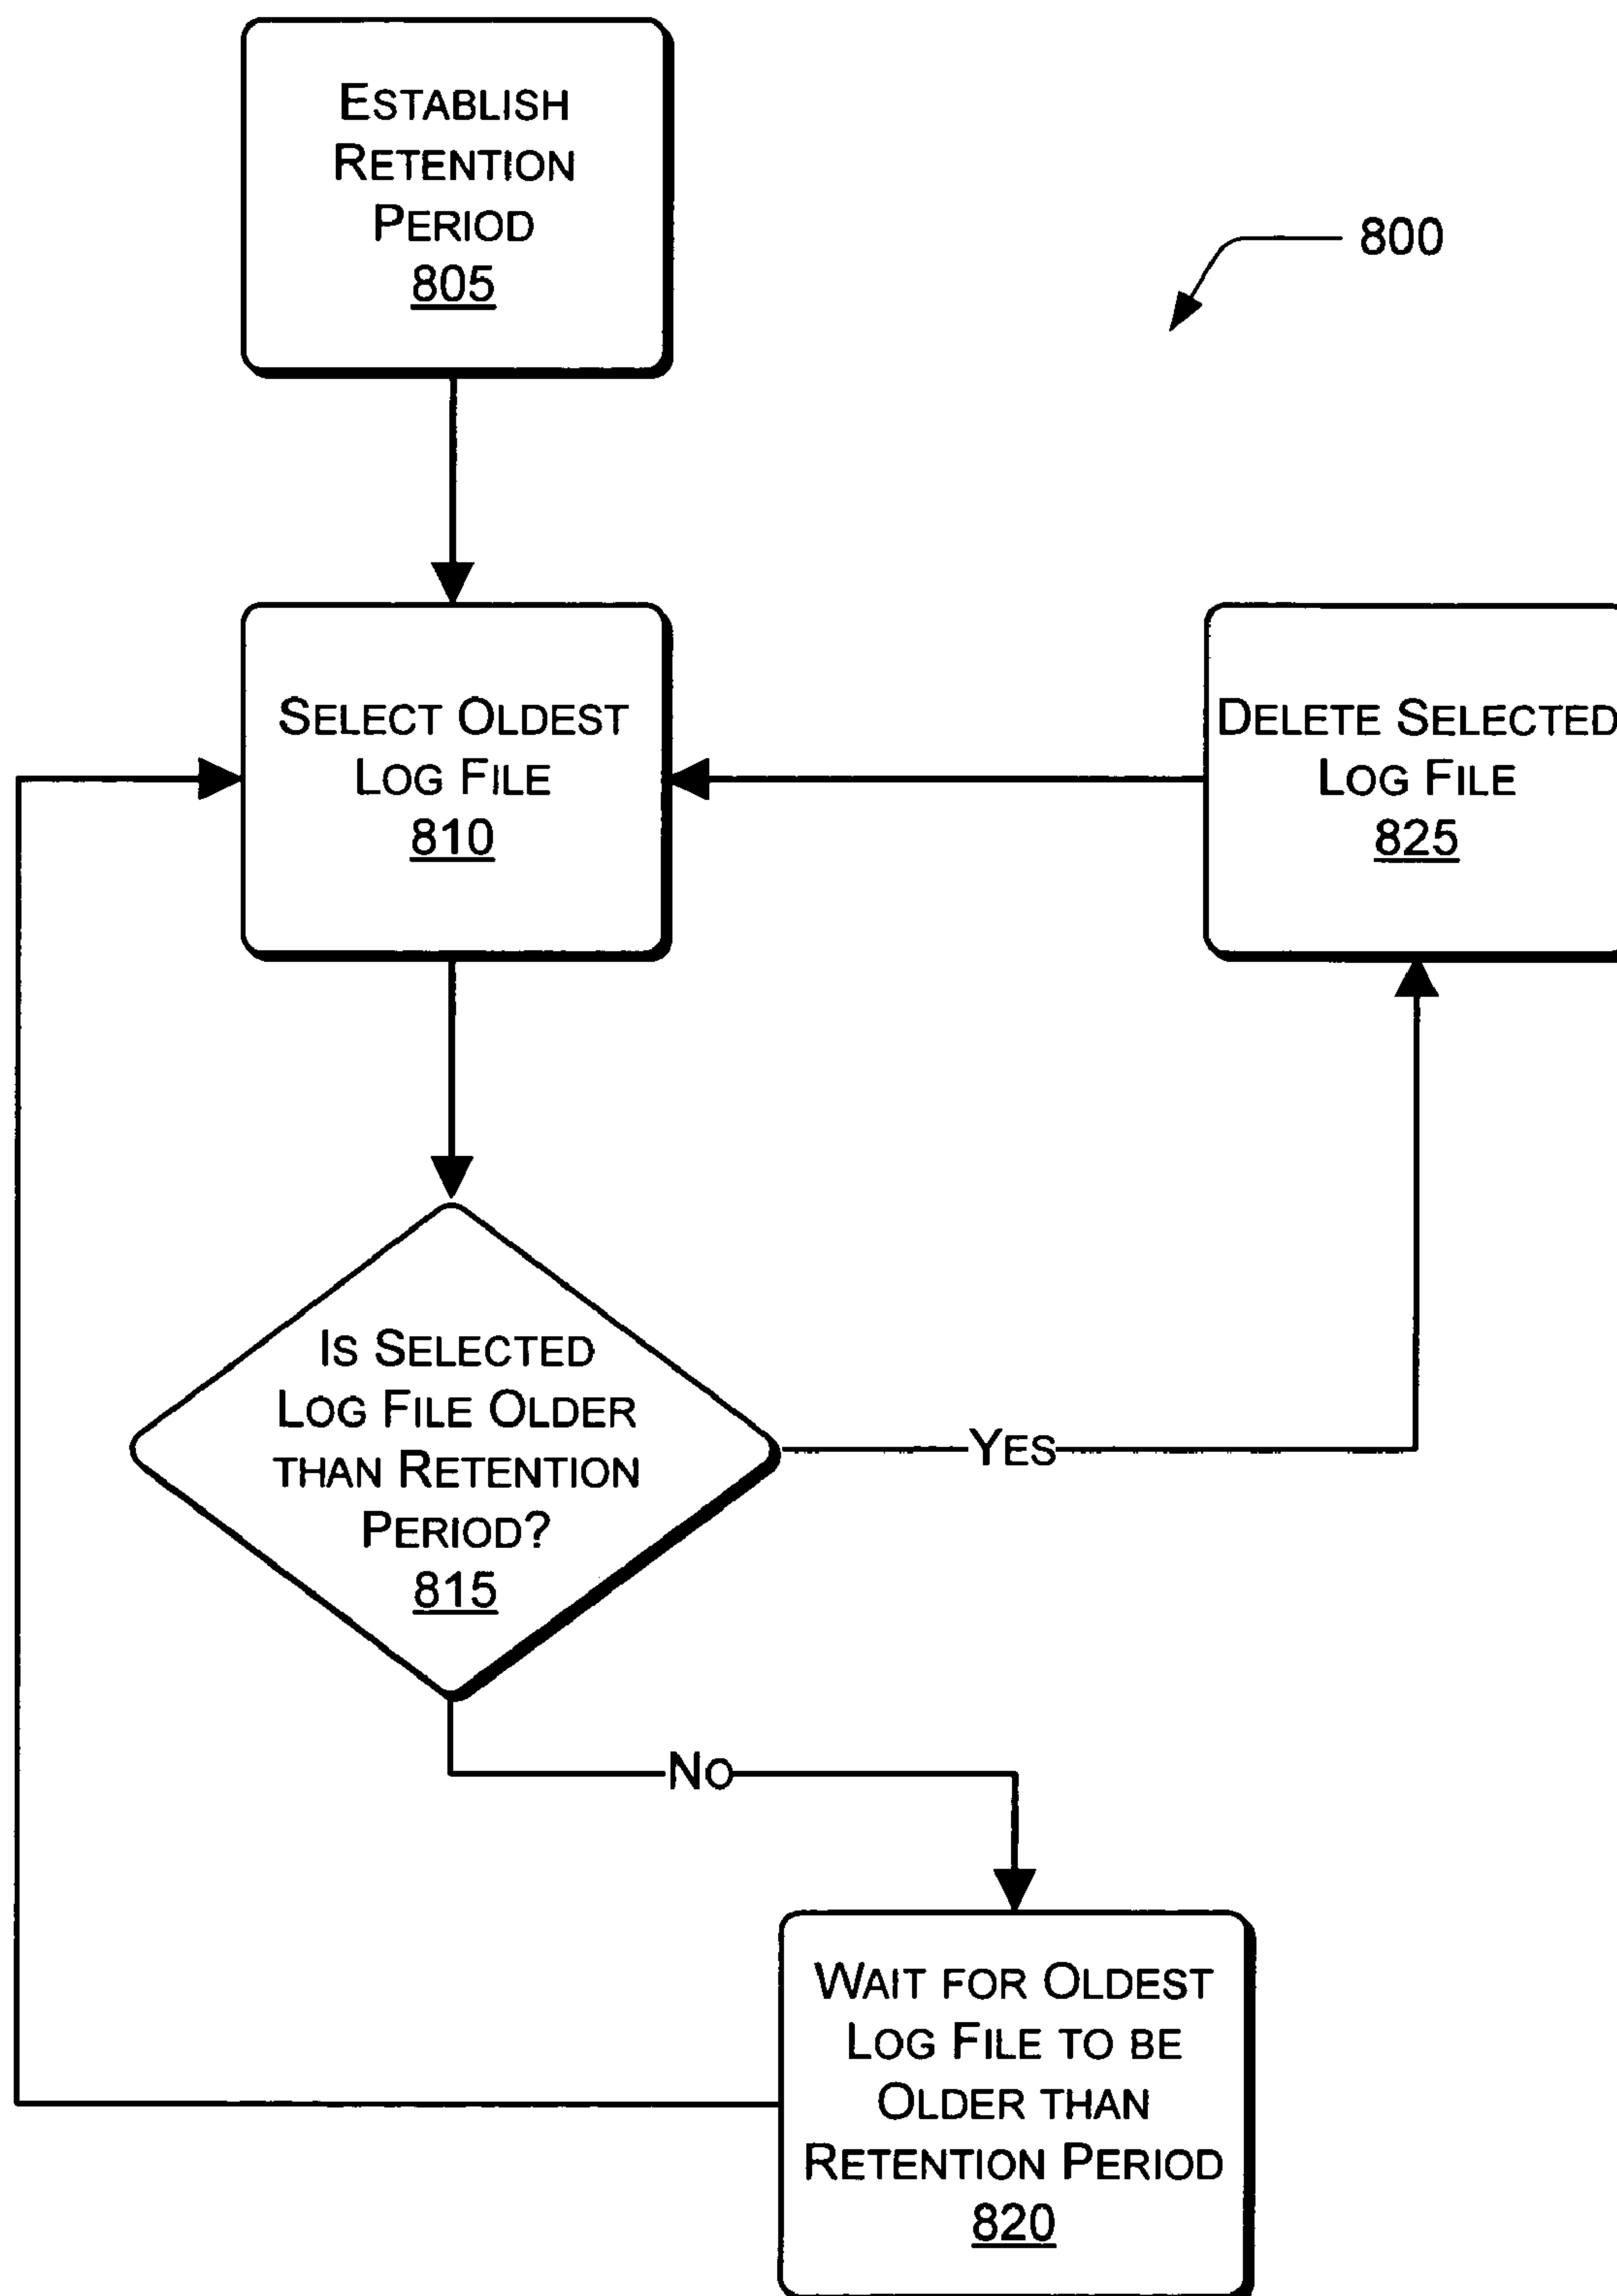 ESTABLISH
RETENTION
PERIOD
805
800
SELECT OLDEST
LOG FILE
810
DELETE SELECTED
LOG FILE
825
IS SELECTED
LOG FILE OLDER
THAN RETENTION
PERIOD?
815
YES
NO
WAIT FOR OLDEST
LOG FILE TO BE
OLDER THAN
RETENTION PERIOD
820